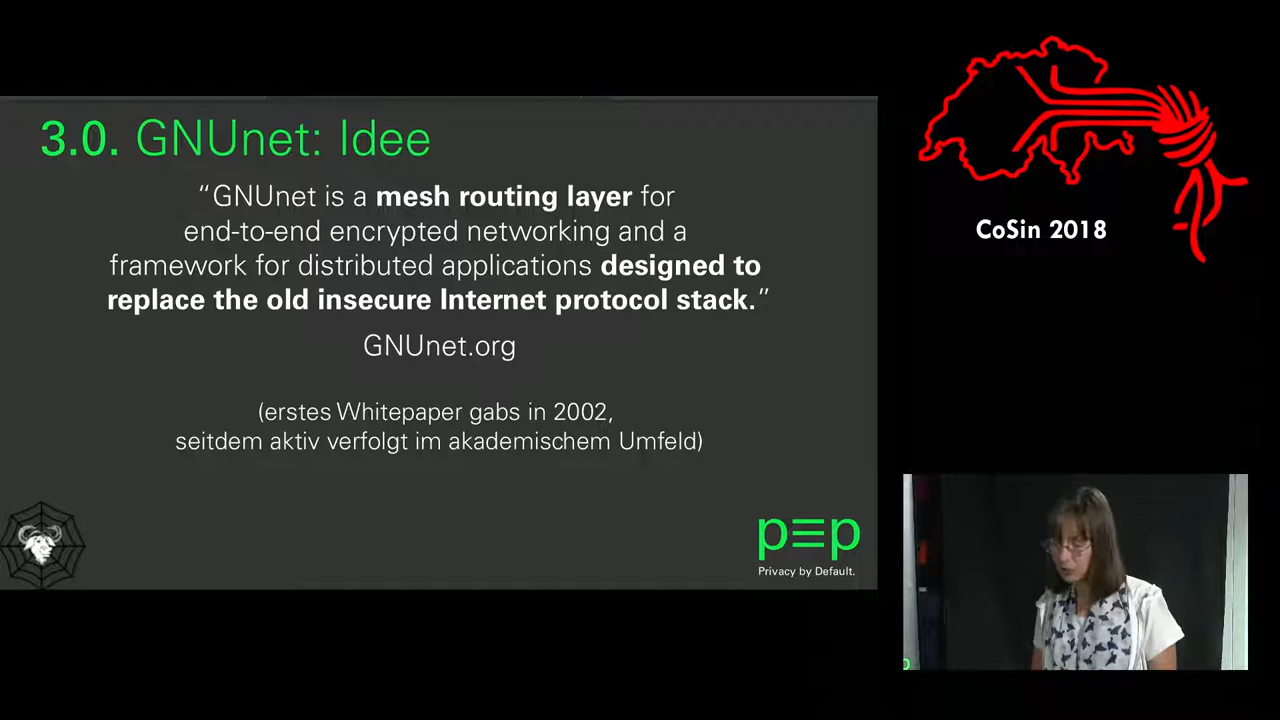 3.0. GNUnet: Idee
“GNUnet is a mesh routing layer for
end-to-end encrypted networking and a
framework for distributed applications designed to
replace the old insecure Internet protocol stack.”
GNUnet.org
(erstes Whitepaper gabs in 2002,
seitdem aktiv verfolgt im akademischem Umfeld)
p≡p
Privacy by Default.
CoSin 2018